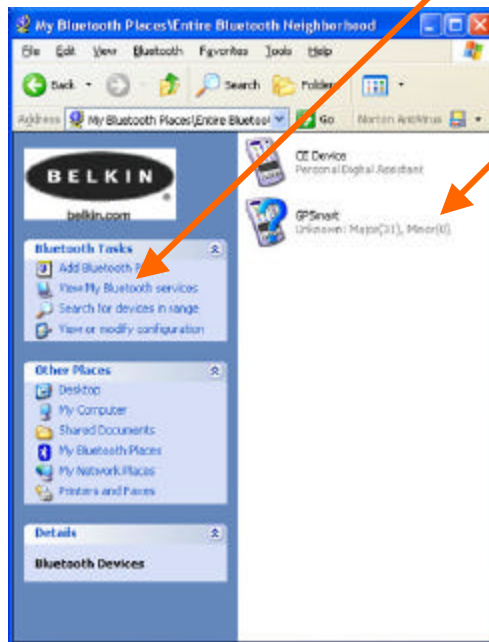 My Bluetooth Places\Entire Bluetooth Neighborhood
File Edit View Bluetooth Favorites Tools Help
Back Search Folders
Address My Bluetooth Places\Entire Bluetoo Go Norton AntiVirus
BELKIN
belkin.com
CE Device
Personal Digital Assistant
GPSmart
Unknown: Major(31), Minor(0)
Bluetooth Tasks
Add Bluetooth
View My Bluetooth services
Search for devices in range
View or modify configuration
Other Places
Desktop
My Computer
Shared Documents
My Bluetooth Places
My Network Places
Printers and Faxes
Details
Bluetooth Devices